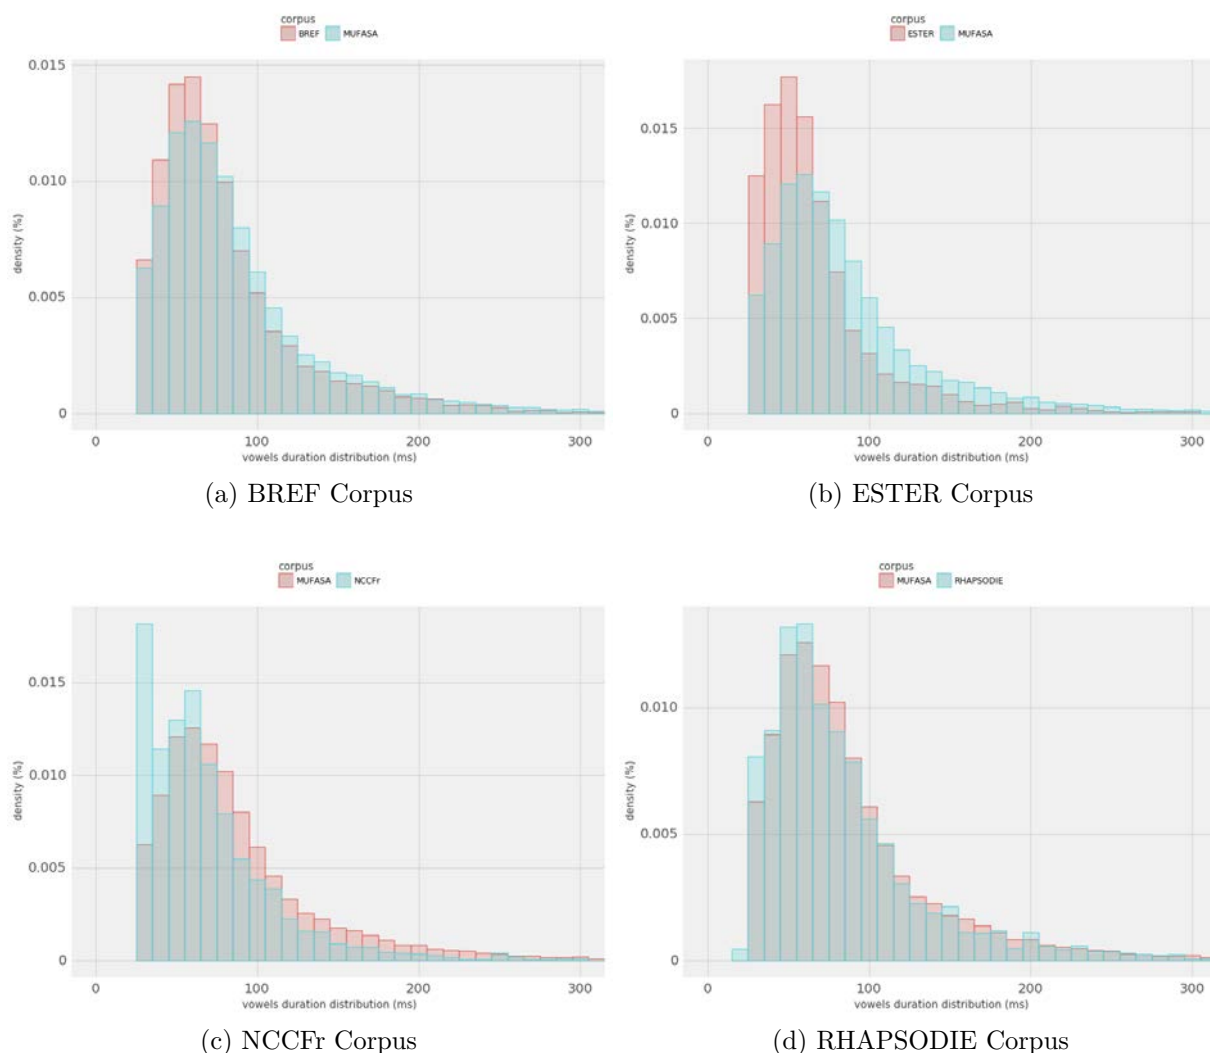 corpus
BREF MUFASA
density (%)
0.015
0.010
0.005
0
0 100 200 300
vowels duration distribution (ms)
(a) BREF Corpus
corpus
ESTER MUFASA
density (%)
0.015
0.010
0.005
0
0 100 200 300
vowels duration distribution (ms)
(b) ESTER Corpus
corpus
MUFASA NCCFr
density (%)
0.015
0.010
0.005
0
0 100 200 300
vowels duration distribution (ms)
(c) NCCFr Corpus
corpus
MUFASA RHAPSODIE
density (%)
0.010
0.005
0
0 100 200 300
vowels duration distribution (ms)
(d) RHAPSODIE Corpus